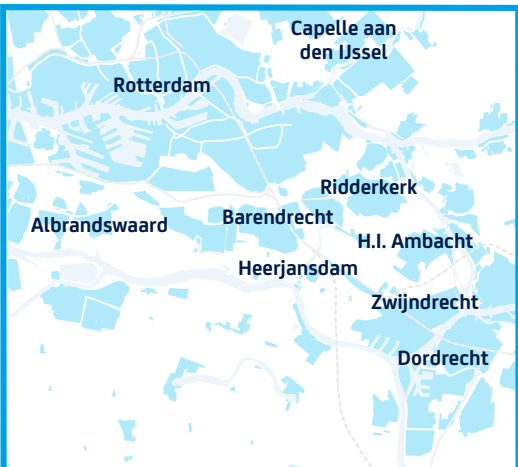 Capelle aan
den IJssel
Rotterdam
Ridderkerk
Barendrecht
Albrandswaard
H.I. Ambacht
Heerjansdam
Zwijndrecht
Dordrecht